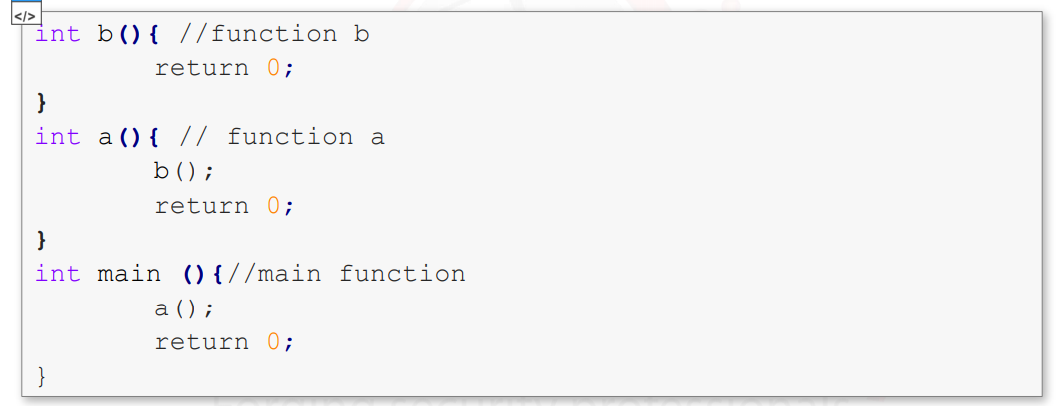 </>
int b(){ //function b
return 0;
}
int a(){ // function a
b();
return 0;
}
int main (){//main function
a();
return 0;
}